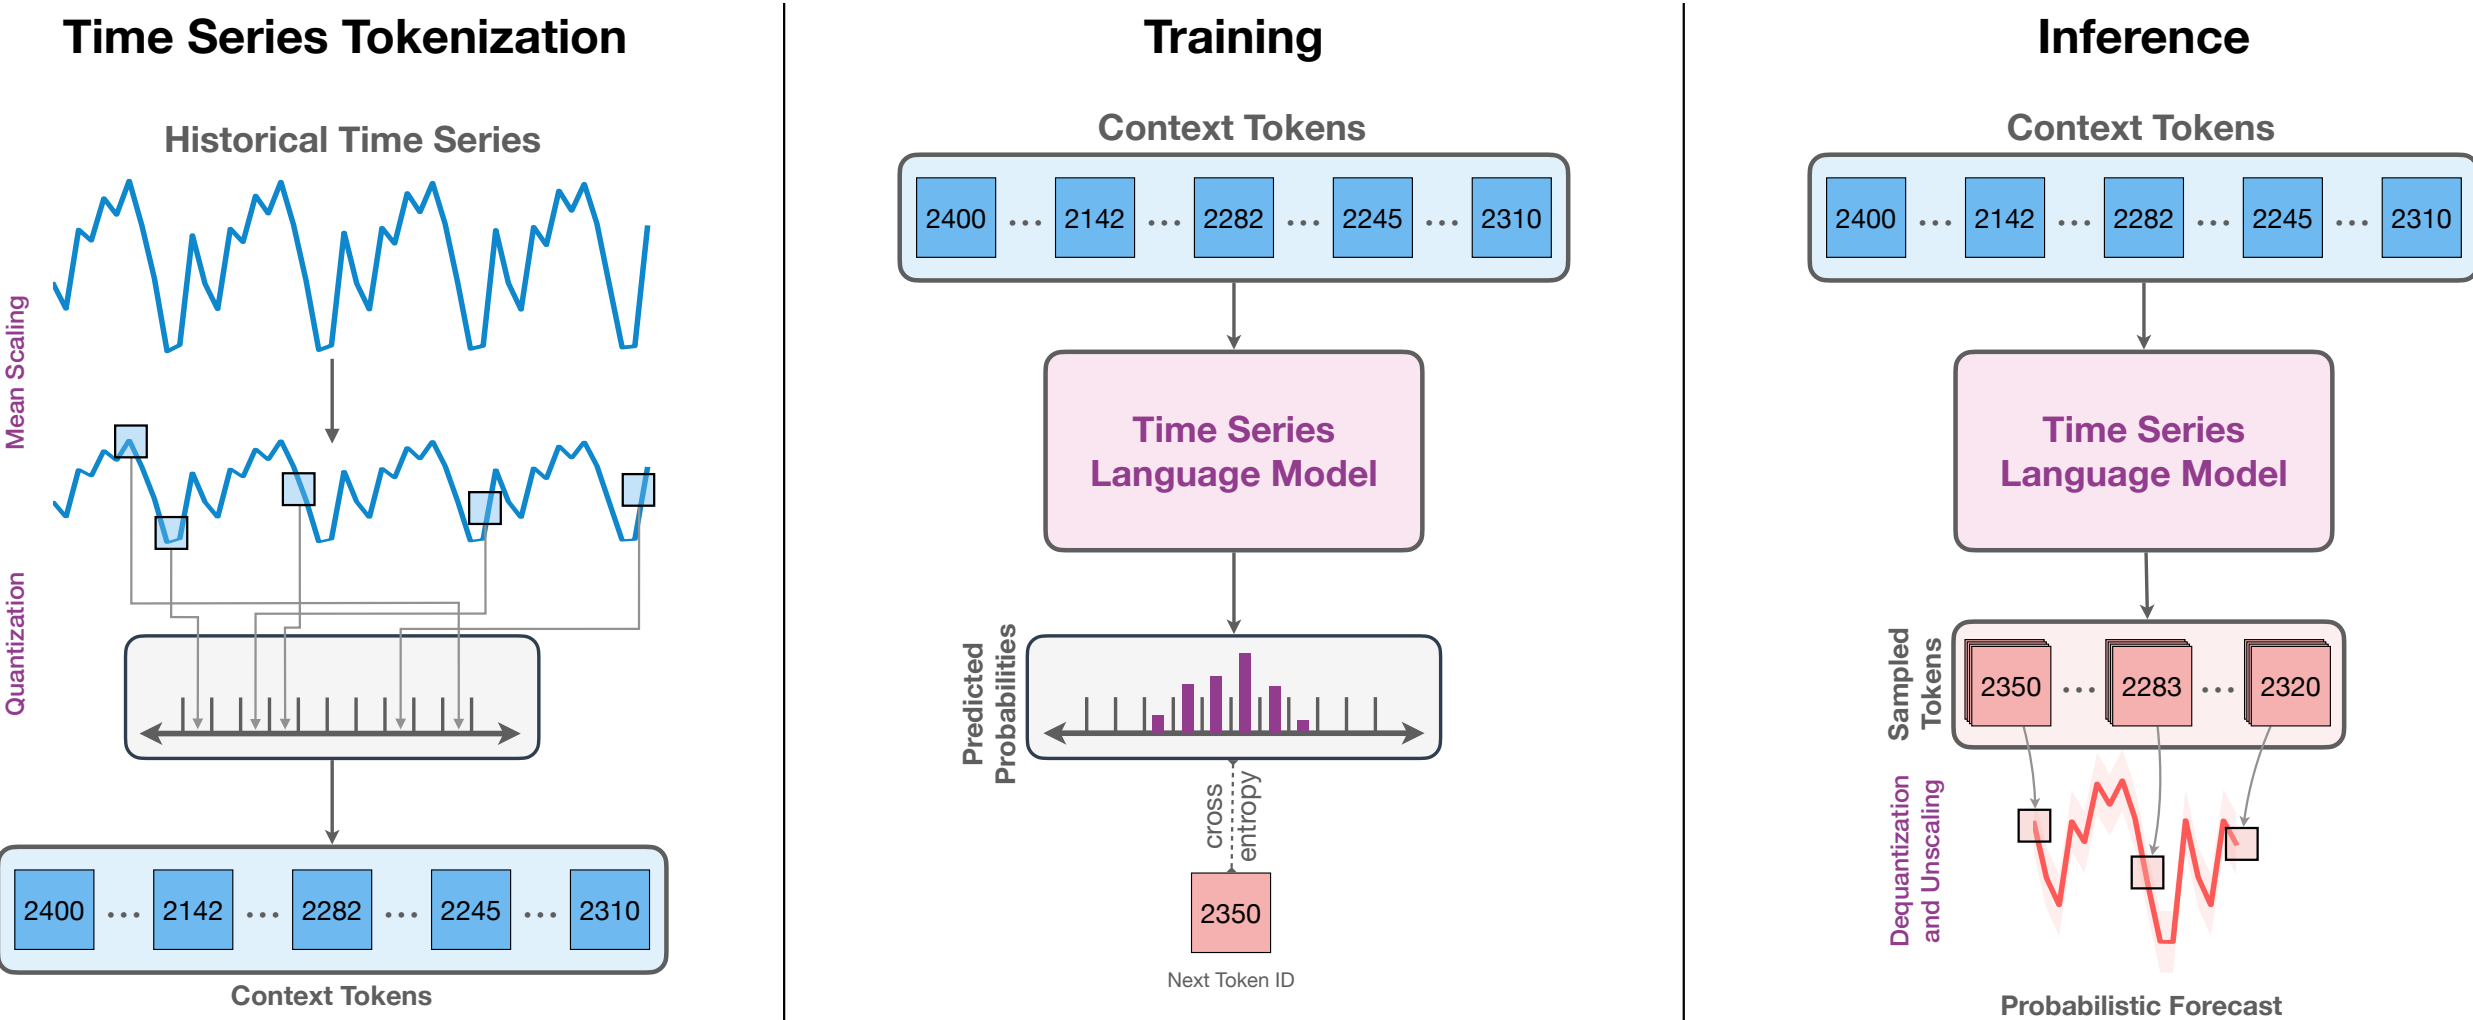 Time Series Tokenization
Historical Time Series
Mean Scaling
Quantization
2400 ... 2142 ... 2282 ... 2245 ... 2310
Context Tokens
Training
Context Tokens
2400 ... 2142 ... 2282 ... 2245 ... 2310
Time Series
Language Model
Predicted
Probabilities
cross
entropy
2350
Next Token ID
Inference
Context Tokens
2400 ... 2142 ... 2282 ... 2245 ... 2310
Time Series
Language Model
Sampled
Tokens
2350 ... 2283 ... 2320
Dequantization
and Unscaling
Probabilistic Forecast